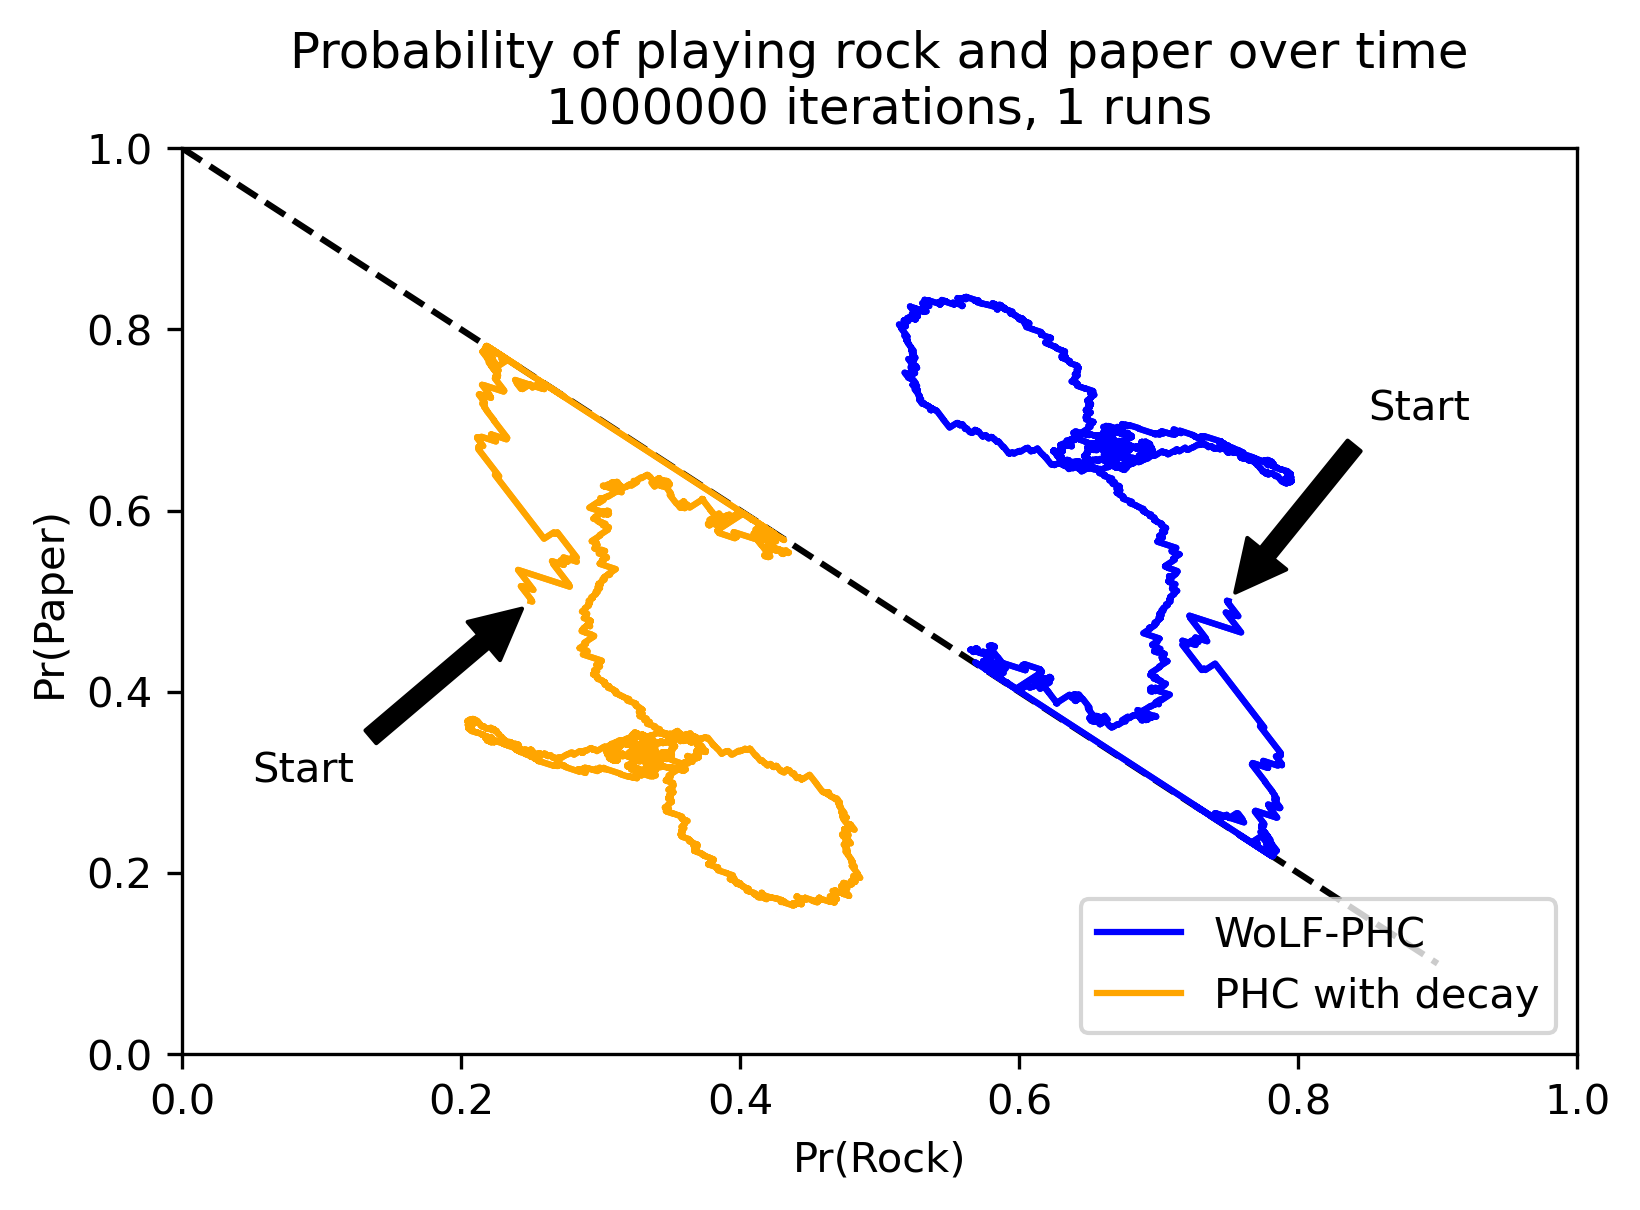 Probability of playing rock and paper over time
1000000 iterations, 1 runs
1.0
0.8
0.6
0.4
0.2
0.0
Pr(Paper)
Start
Start
WoLF-PHC
PHC with decay
0.0 0.2 0.4 0.6 0.8 1.0
Pr(Rock)